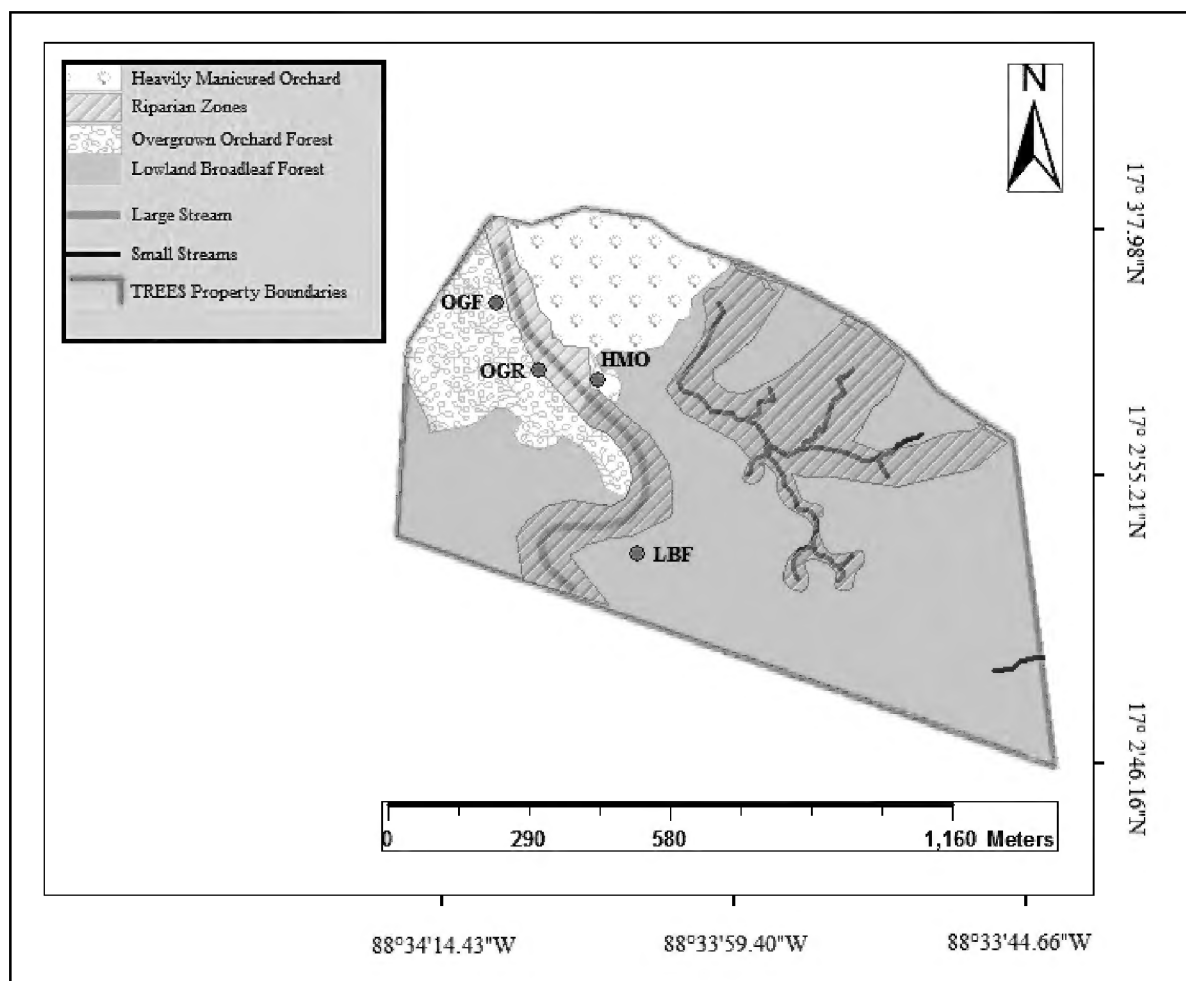 Heavily Manicured Orchard
Riparian Zones
Overgrown Orchard Forest
Lowland Broadleaf Forest
Large Stream
Small Streams
TREES Property Boundaries
N
OGF
OGR
HMO
LBF
17° 3'7.98"N
17° 2'55.21"N
17° 2'46.16"N
0 290 580 1,160 Meters
88°34'14.43"W 88°33'59.40"W 88°33'44.66"W